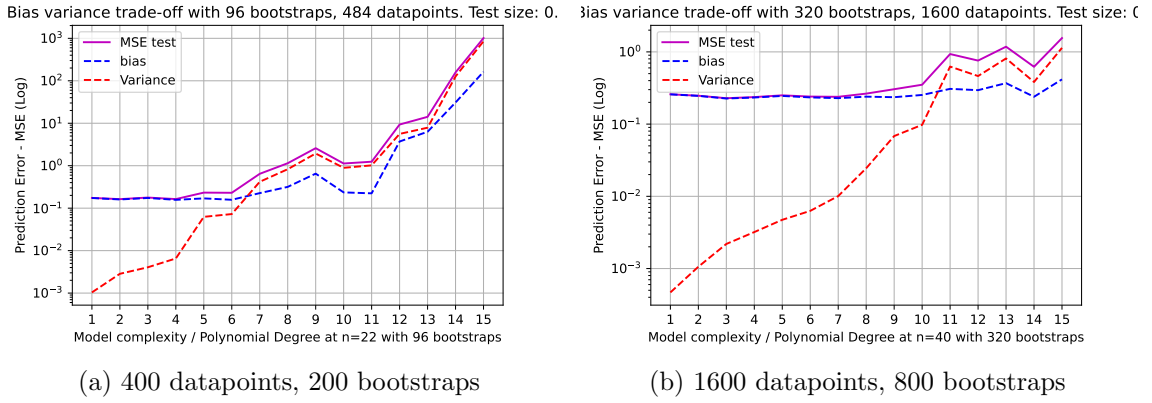 Bias variance trade-off with 96 bootstraps, 484 datapoints. Test size: 0.
MSE test
bias
Variance
Prediction Error - MSE (Log)
10³
10²
10¹
10⁰
10⁻¹
10⁻²
10⁻³
1 2 3 4 5 6 7 8 9 10 11 12 13 14 15
Model complexity / Polynomial Degree at n=22 with 96 bootstraps
(a) 400 datapoints, 200 bootstraps
Bias variance trade-off with 320 bootstraps, 1600 datapoints. Test size: 0
MSE test
bias
Variance
Prediction Error - MSE (Log)
10⁰
10⁻¹
10⁻²
10⁻³
1 2 3 4 5 6 7 8 9 10 11 12 13 14 15
Model complexity / Polynomial Degree at n=40 with 320 bootstraps
(b) 1600 datapoints, 800 bootstraps